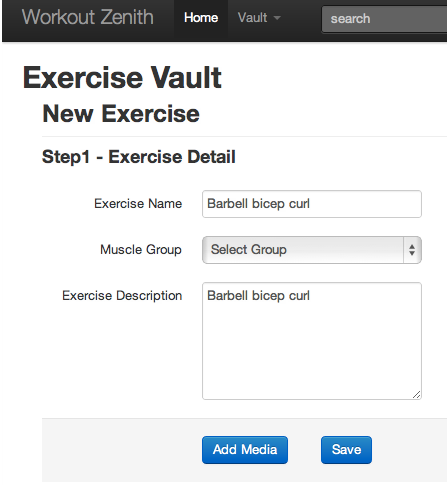 Workout Zenith Home Vault search
Exercise Vault
New Exercise
Step1 - Exercise Detail
Exercise Name Barbell bicep curl
Muscle Group Select Group
Exercise Description Barbell bicep curl
Add Media Save